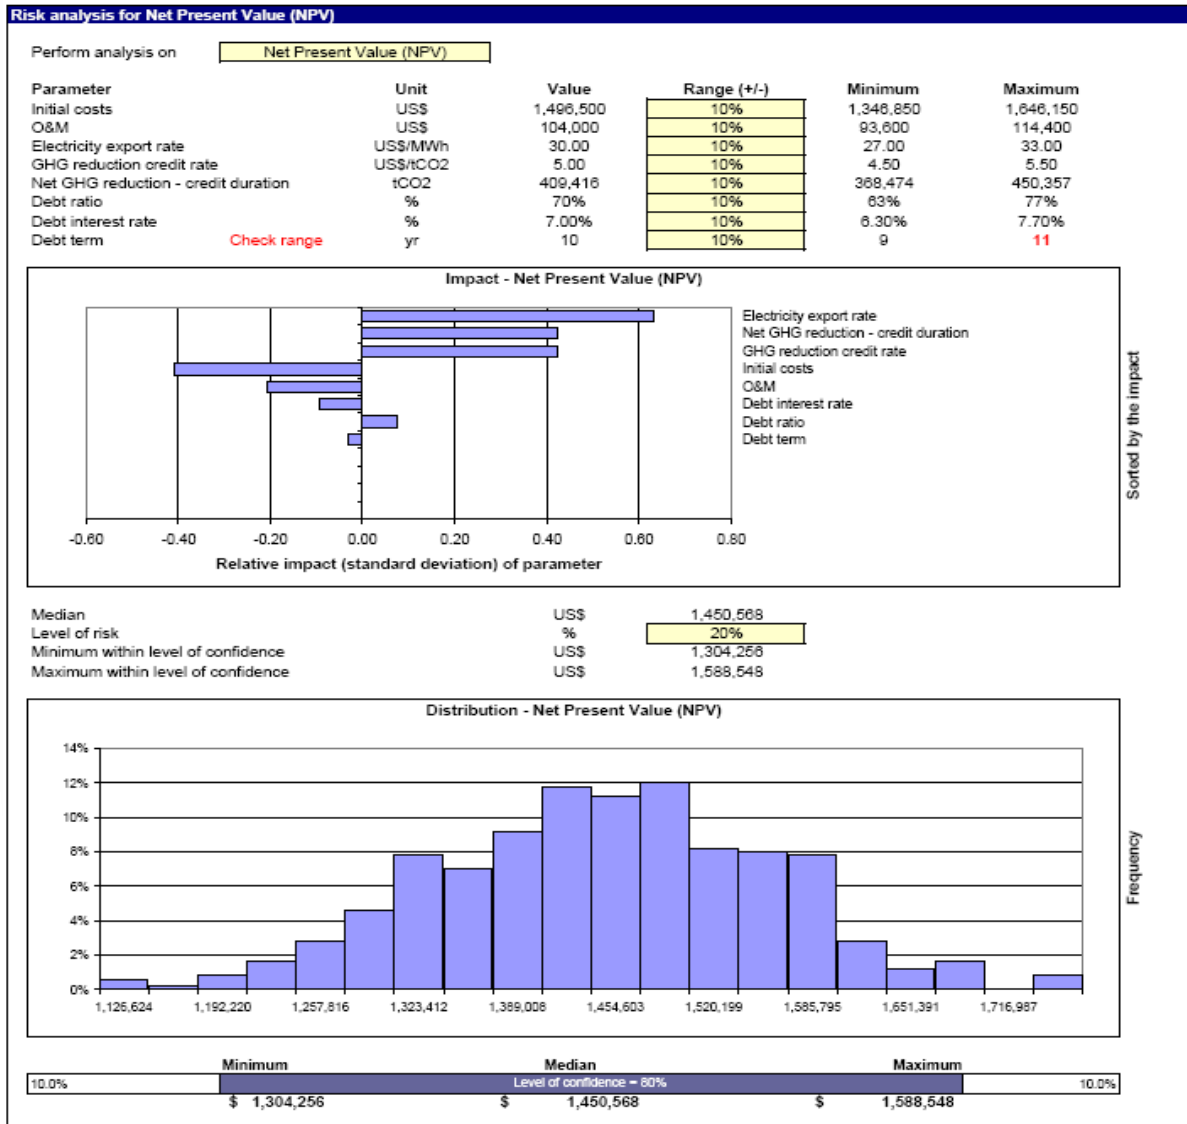 Risk analysis for Net Present Value (NPV)
Perform analysis on Net Present Value (NPV)
Parameter Unit Value Range (+/-) Minimum Maximum
Initial costs US$ 1,496,500 10% 1,346,850 1,646,150
O&M US$ 104,000 10% 93,600 114,400
Electricity export rate US$/MWh 30.00 10% 27.00 33.00
GHG reduction credit rate US$/tCO2 5.00 10% 4.50 5.50
Net GHG reduction - credit duration tCO2 409,416 10% 368,474 450,357
Debt ratio % 70% 10% 63% 77%
Debt interest rate % 7.00% 10% 6.30% 7.70%
Debt term Check range yr 10 10% 9 11
Impact - Net Present Value (NPV)
Electricity export rate
Net GHG reduction - credit duration
GHG reduction credit rate
Initial costs
O&M
Debt interest rate
Debt ratio
Debt term
Sorted by the impact
-0.60 -0.40 -0.20 0.00 0.20 0.40 0.60 0.80
Relative impact (standard deviation) of parameter
Median US$ 1,450,568
Level of risk % 20%
Minimum within level of confidence US$ 1,304,256
Maximum within level of confidence US$ 1,588,548
Distribution - Net Present Value (NPV)
14%
12%
10%
8%
6%
4%
2%
0%
Frequency
1,126,624 1,192,220 1,257,816 1,323,412 1,389,008 1,454,603 1,520,199 1,585,795 1,651,391 1,716,987
Minimum Median Maximum
10.0% Level of confidence = 80% 10.0%
$ 1,304,256 $ 1,450,568 $ 1,588,548